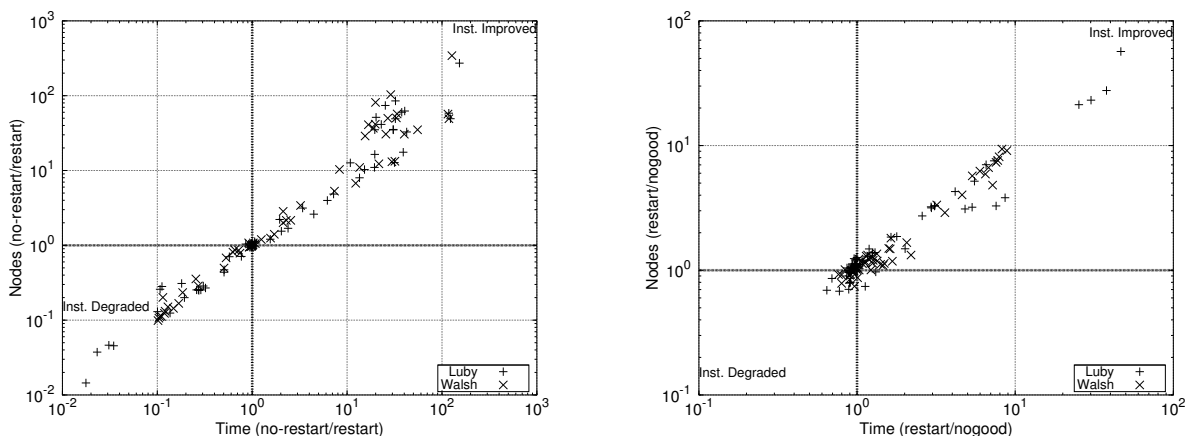 10^3
10^2
10^1
10^0
10^-1
10^-2
Nodes (no-restart/restart)
Inst. Improved
Inst. Degraded
Luby
Walsh
10^-2 10^-1 10^0 10^1 10^2 10^3
Time (no-restart/restart)
10^2
10^1
10^0
10^-1
Nodes (restart/nogood)
Inst. Improved
Inst. Degraded
Luby
Walsh
10^-1 10^0 10^1 10^2
Time (restart/nogood)